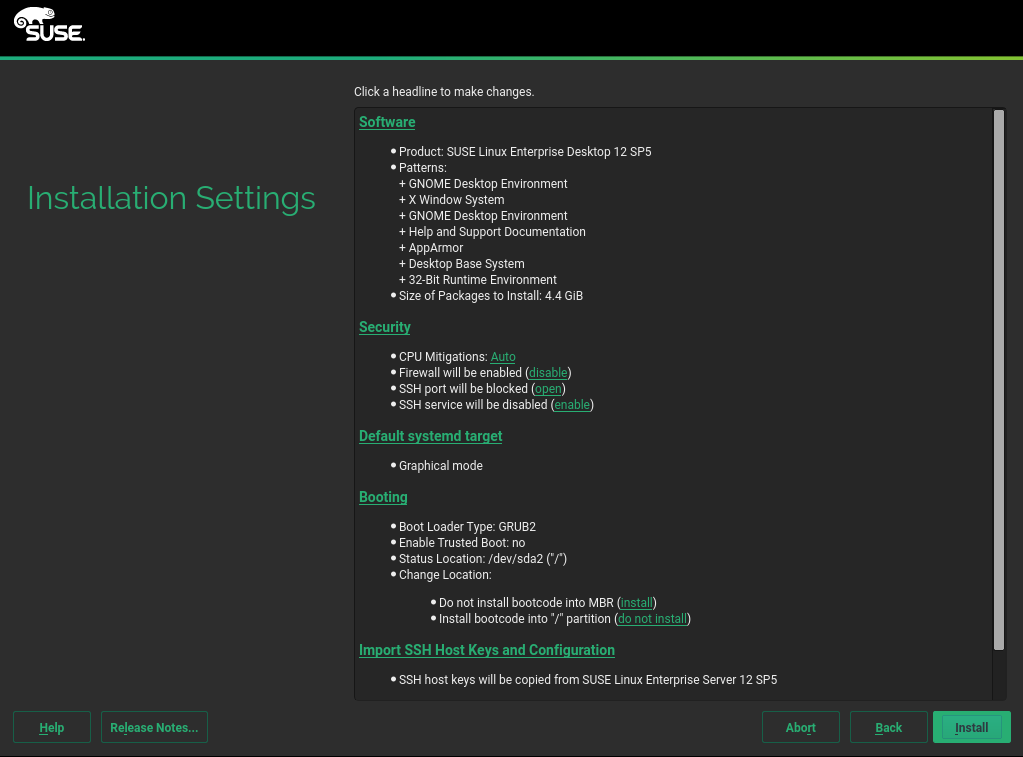 SUSE.
Click a headline to make changes.
Installation Settings
Software
Product: SUSE Linux Enterprise Desktop 12 SP5
Patterns:
+ GNOME Desktop Environment
+ X Window System
+ GNOME Desktop Environment
+ Help and Support Documentation
+ AppArmor
+ Desktop Base System
+ 32-Bit Runtime Environment
Size of Packages to Install: 4.4 GiB
Security
CPU Mitigations: Auto
Firewall will be enabled (disable)
SSH port will be blocked (open)
SSH service will be disabled (enable)
Default systemd target
Graphical mode
Booting
Boot Loader Type: GRUB2
Enable Trusted Boot: no
Status Location: /dev/sda2 ("/")
Change Location:
Do not install bootcode into MBR (install)
Install bootcode into "/" partition (do not install)
Import SSH Host Keys and Configuration
SSH host keys will be copied from SUSE Linux Enterprise Server 12 SP5
Help Release Notes... Abort Back Install